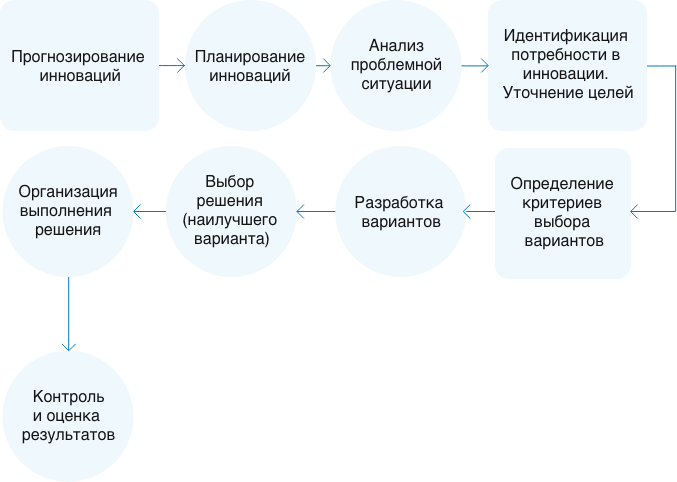 Прогнозирование
инноваций
Планирование
инноваций
Анализ
проблемной
ситуации
Идентификация
потребности в
инновации.
Уточнение целей
Определение
критериев
выбора
вариантов
Разработка
вариантов
Выбор
решения
(наилучшего
варианта)
Организация
выполнения
решения
Контроль
и оценка
результатов